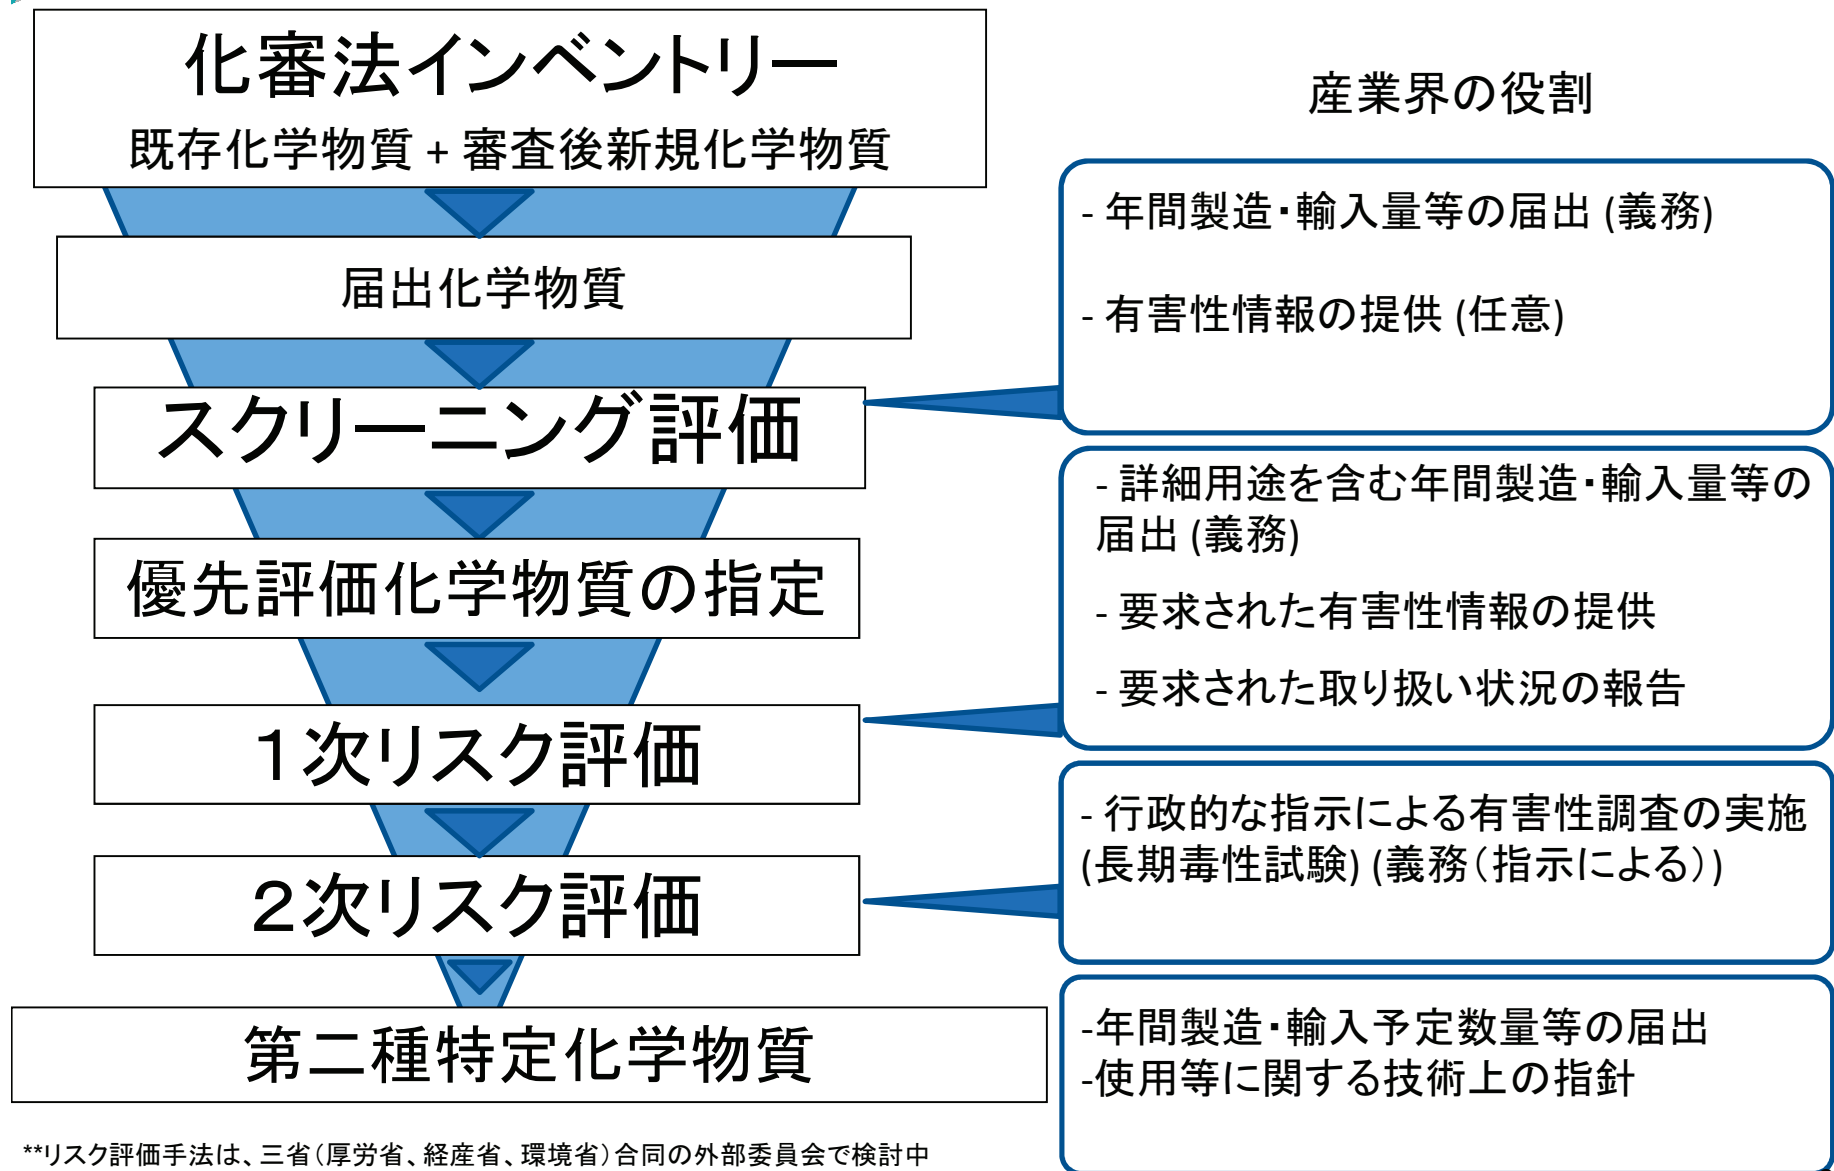 化審法インベントリー
既存化学物質 + 審査後新規化学物質
届出化学物質
スクリーニング評価
優先評価化学物質の指定
１次リスク評価
２次リスク評価
第二種特定化学物質
**リスク評価手法は、三省（厚労省、経産省、環境省）合同の外部委員会で検討中
産業界の役割
- 年間製造・輸入量等の届出 (義務)
- 有害性情報の提供 (任意)
- 詳細用途を含む年間製造・輸入量等の
届出 (義務)
- 要求された有害性情報の提供
- 要求された取り扱い状況の報告
- 行政的な指示による有害性調査の実施
(長期毒性試験) (義務（指示による）)
-年間製造・輸入予定数量等の届出
-使用等に関する技術上の指針